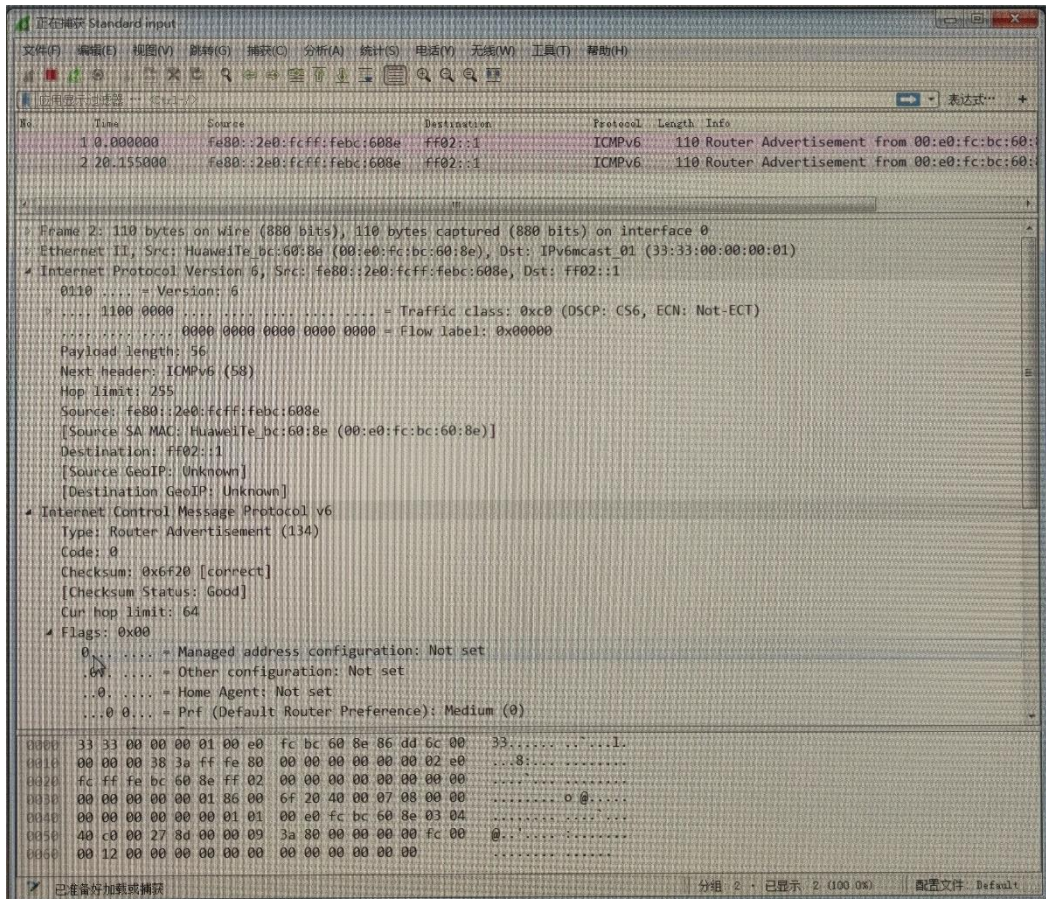 正在捕获 Standard input
文件(F) 编辑(E) 视图(V) 跳转(G) 捕获(C) 分析(A) 统计(S) 电话(Y) 无线(W) 工具(T) 帮助(H)
应用显示过滤器 … <Ctrl-/> 表达式… +
No. Time Source Destination Protocol Length Info
1 0.000000 fe80::2e0:fcff:febc:608e ff02::1 ICMPv6 110 Router Advertisement from 00:e0:fc:bc:60:
2 20.155000 fe80::2e0:fcff:febc:608e ff02::1 ICMPv6 110 Router Advertisement from 00:e0:fc:bc:60:
Frame 2: 110 bytes on wire (880 bits), 110 bytes captured (880 bits) on interface 0
Ethernet II, Src: HuaweiTe_bc:60:8e (00:e0:fc:bc:60:8e), Dst: IPv6mcast_01 (33:33:00:00:00:01)
Internet Protocol Version 6, Src: fe80::2e0:fcff:febc:608e, Dst: ff02::1
0110 .... = Version: 6
.... 1100 0000 .... .... .... .... .... = Traffic class: 0xc0 (DSCP: CS6, ECN: Not-ECT)
.... .... .... 0000 0000 0000 0000 0000 = Flow label: 0x00000
Payload length: 56
Next header: ICMPv6 (58)
Hop limit: 255
Source: fe80::2e0:fcff:febc:608e
[Source SA MAC: HuaweiTe_bc:60:8e (00:e0:fc:bc:60:8e)]
Destination: ff02::1
[Source GeoIP: Unknown]
[Destination GeoIP: Unknown]
Internet Control Message Protocol v6
Type: Router Advertisement (134)
Code: 0
Checksum: 0x6f20 [correct]
[Checksum Status: Good]
Cur hop limit: 64
Flags: 0x00
0... .... = Managed address configuration: Not set
.0.. .... = Other configuration: Not set
..0. .... = Home Agent: Not set
...0 0... = Prf (Default Router Preference): Medium (0)
0000 33 33 00 00 00 01 00 e0 fc bc 60 8e 86 dd 6c 00 33...... ..`...l.
0010 00 00 00 38 3a ff fe 80 00 00 00 00 00 00 02 e0 ...8:... ........
0020 fc ff fe bc 60 8e ff 02 00 00 00 00 00 00 00 00 ....`... ........
0030 00 00 00 00 00 01 86 00 6f 20 40 00 07 08 00 00 ........ o @.....
0040 00 00 00 00 00 00 01 01 00 e0 fc bc 60 8e 03 04 ........ ....`...
0050 40 c0 00 27 8d 00 00 09 3a 80 00 00 00 00 fc 00 @..'.... :.......
0060 00 12 00 00 00 00 00 00 00 00 00 00 00 00 ........ ......
已准备好加载或捕获 分组: 2 · 已显示: 2 (100.0%) 配置文件: Default